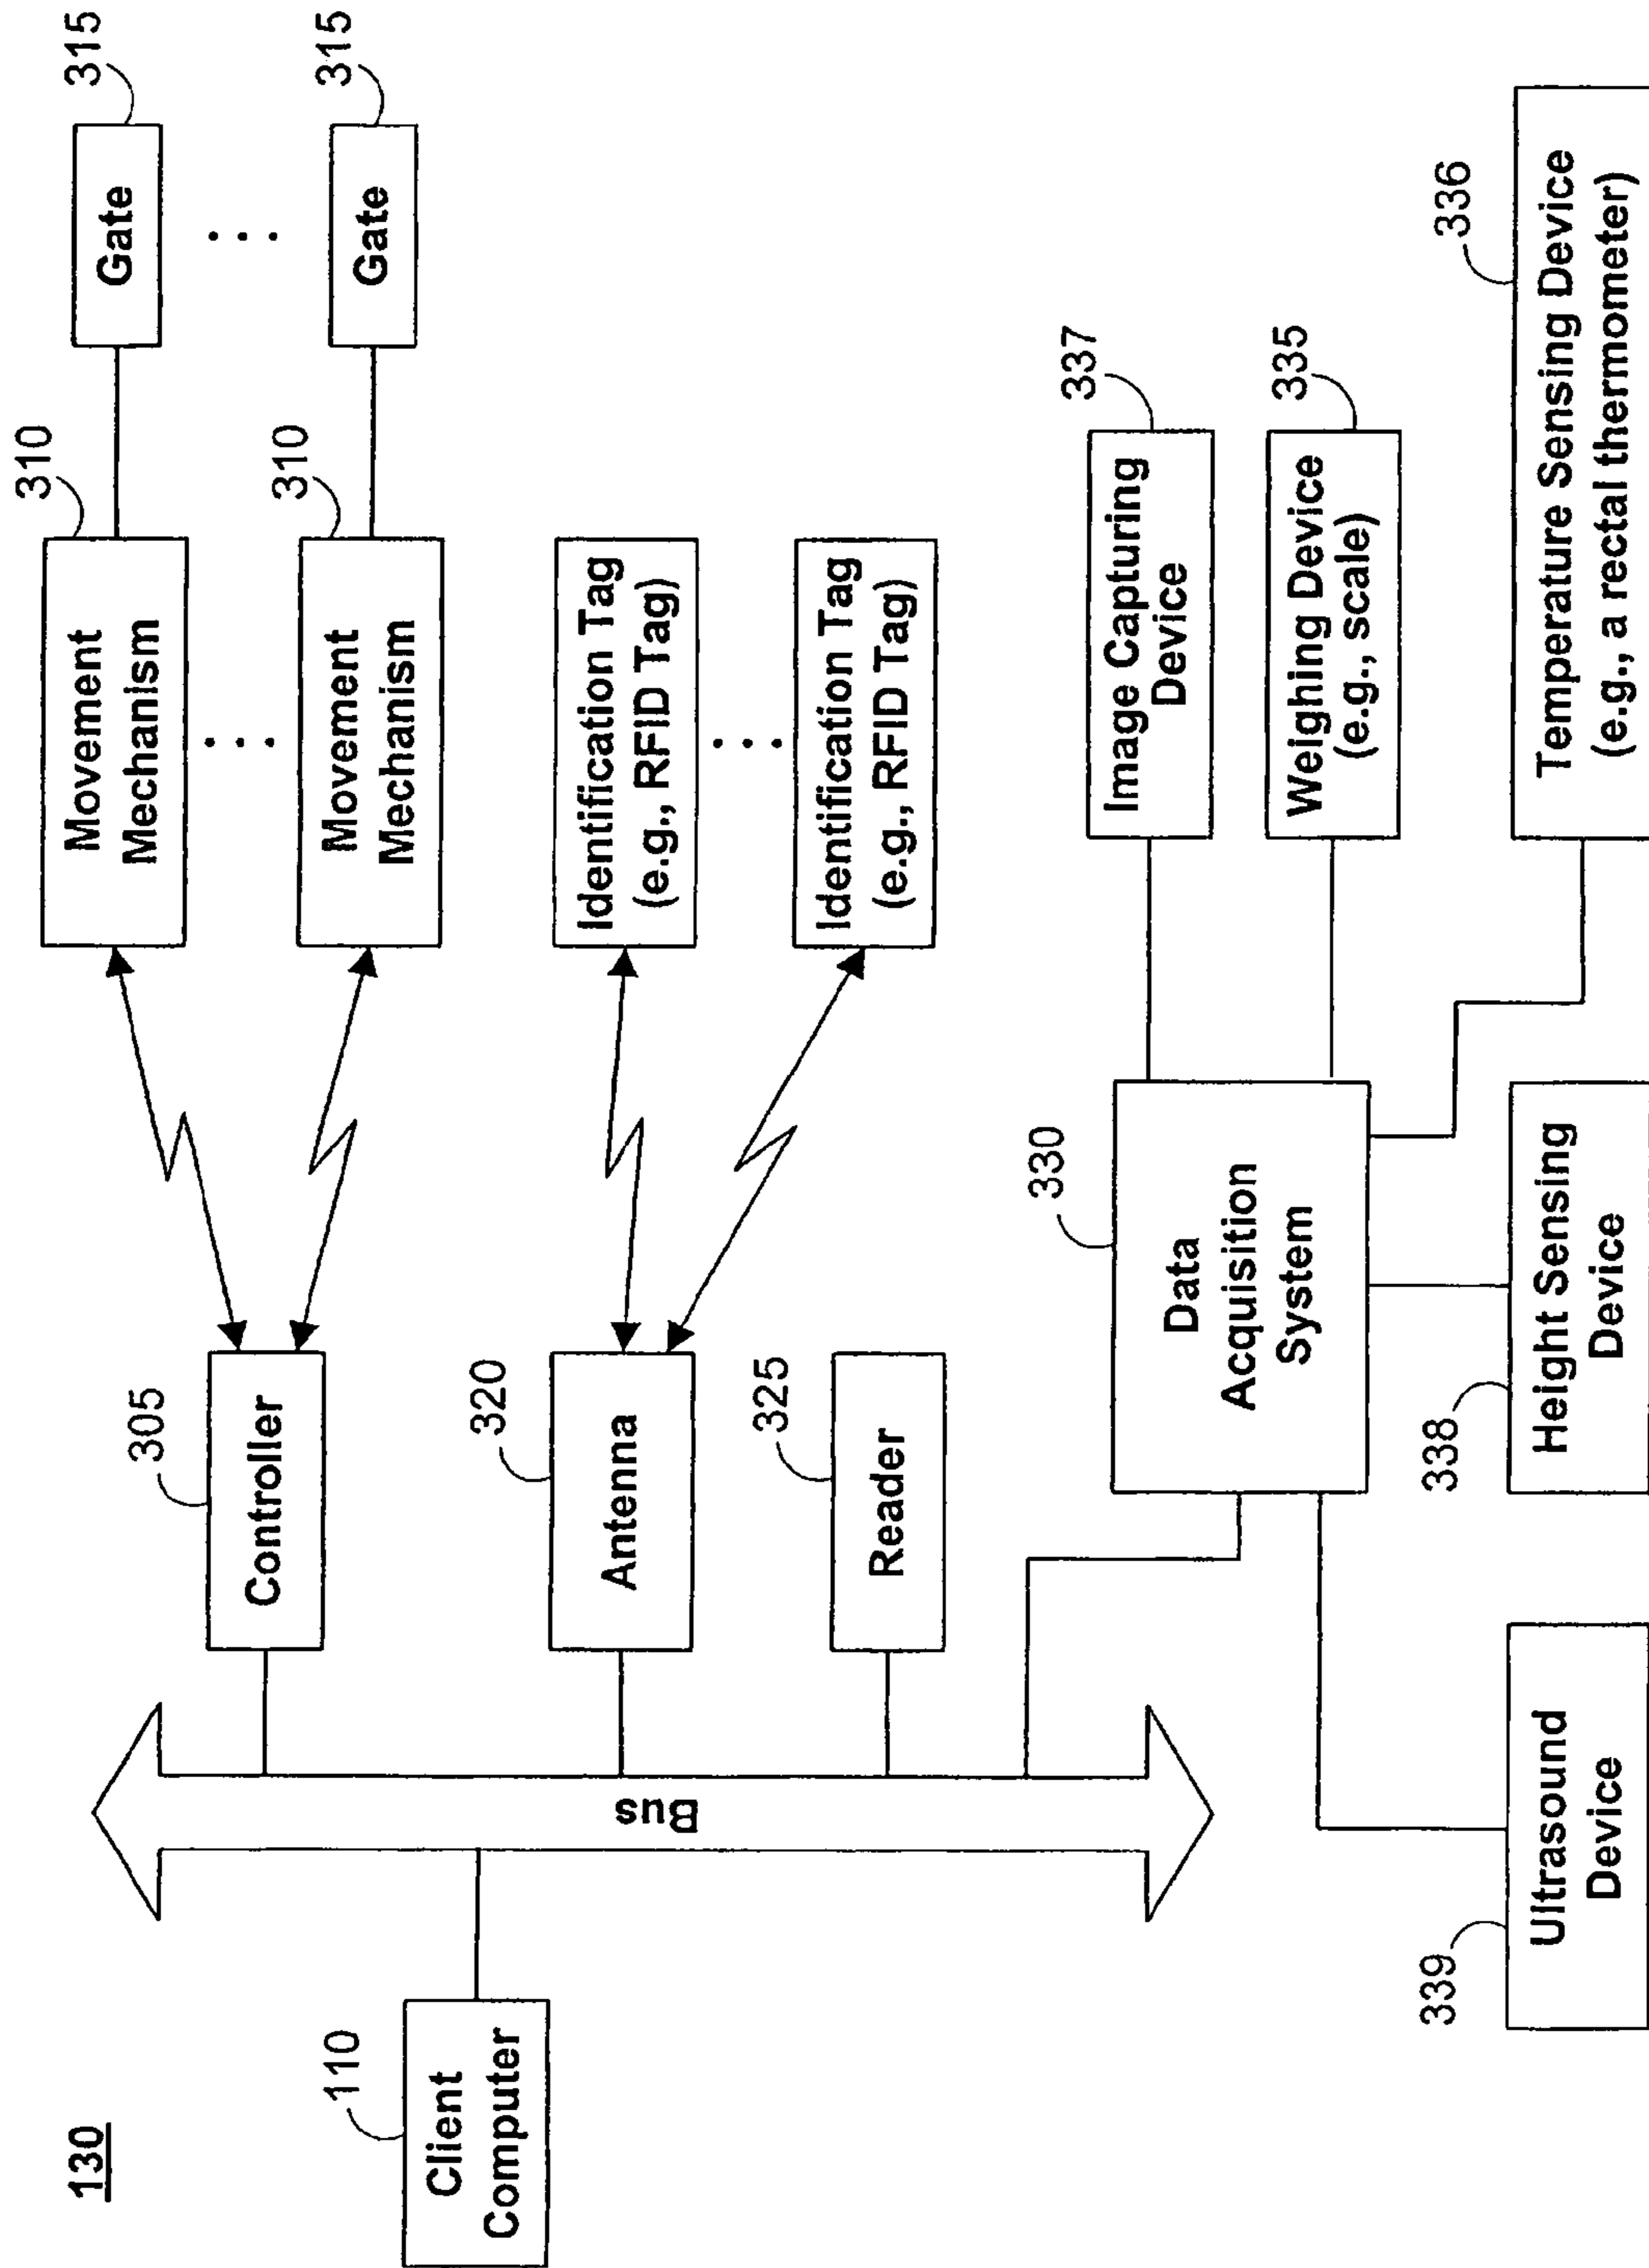 130
110
Client
Computer
Bus
305
Controller
310
Movement
Mechanism
315
Gate
...
310
Movement
Mechanism
...
315
Gate
320
Antenna
Identification Tag
(e.g., RFID Tag)
...
Identification Tag
(e.g., RFID Tag)
325
Reader
330
Data
Acquisition
System
337
Image Capturing
Device
335
Weighing Device
(e.g., scale)
336
Temperature Sensing Device
(e.g., a rectal thermometer)
338
Height Sensing
Device
339
Ultrasound
Device